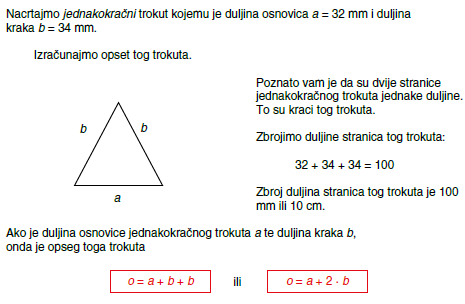 Nacrtajmo jednakokračni trokut kojemu je duljina osnovica a = 32 mm i duljina
kraka b = 34 mm.
Izračunajmo opset tog trokuta.
Poznato vam je da su dvije stranice
jednakokračnog trokuta jednake duljine.
To su kraci tog trokuta.
Zbrojimo duljine stranica tog trokuta:
32 + 34 + 34 = 100
Zbroj duljina stranica tog trokuta je 100
mm ili 10 cm.
b
b
a
Ako je duljina osnovice jednakokračnog trokuta a te duljina kraka b,
onda je opseg toga trokuta
o = a + b + b ili o = a + 2 · b